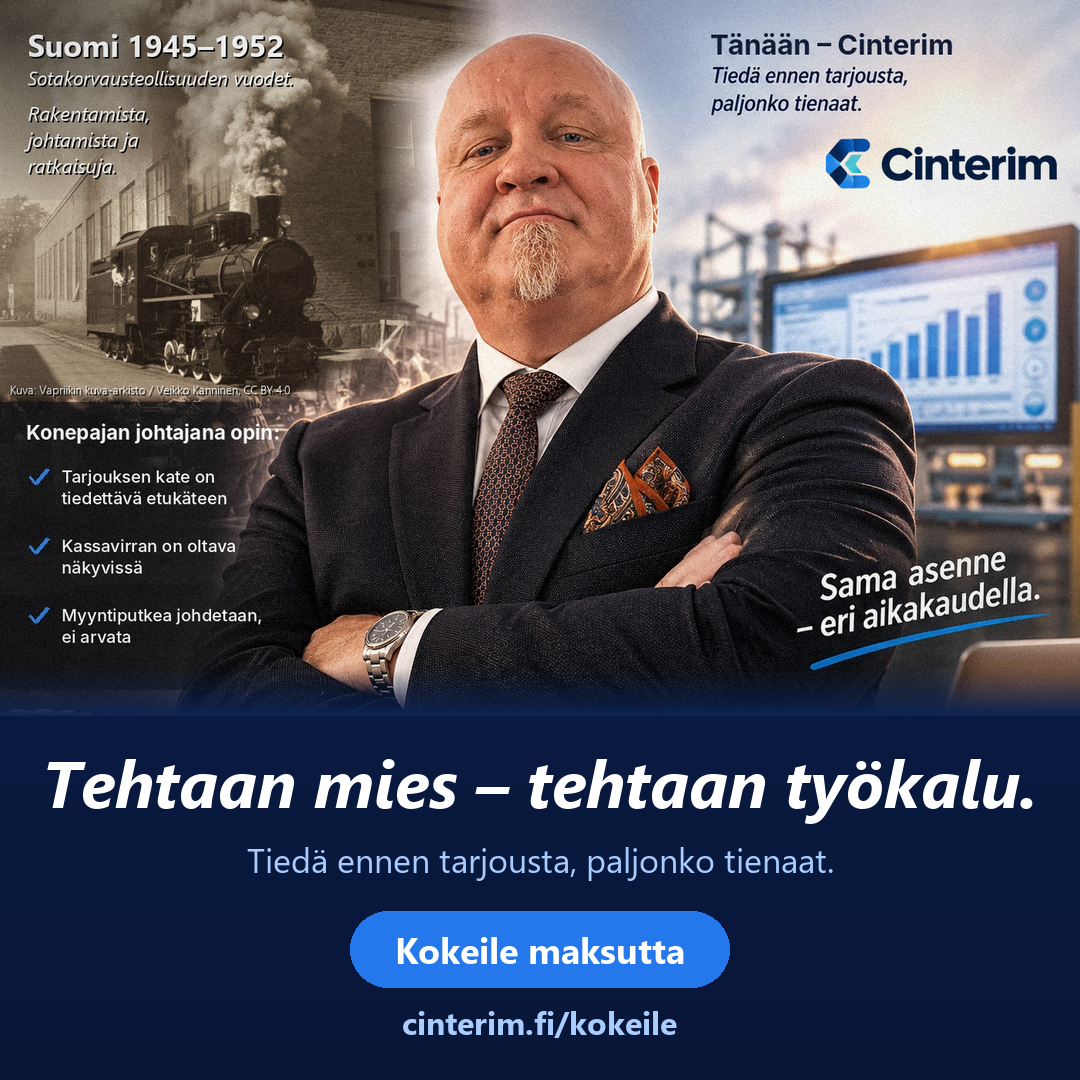 Suomi 1945–1952
Sotakorvausteollisuuden vuodet.
Rakentamista,
johtamista ja
ratkaisuja.
Kuva: Vapriikin kuva-arkisto / Veikko Kanninen, CC BY 4.0
Konepajan johtajana opin:
Tarjouksen kate on
tiedettävä etukäteen
Kassavirran on oltava
näkyvissä
Myyntiputkea johdetaan,
ei arvata
Tänään – Cinterim
Tiedä ennen tarjousta,
paljonko tienaat.
Cinterim
Sama asenne
– eri aikakaudella.
Tehtaan mies – tehtaan työkalu.
Tiedä ennen tarjousta, paljonko tienaat.
Kokeile maksutta
cinterim.fi/kokeile